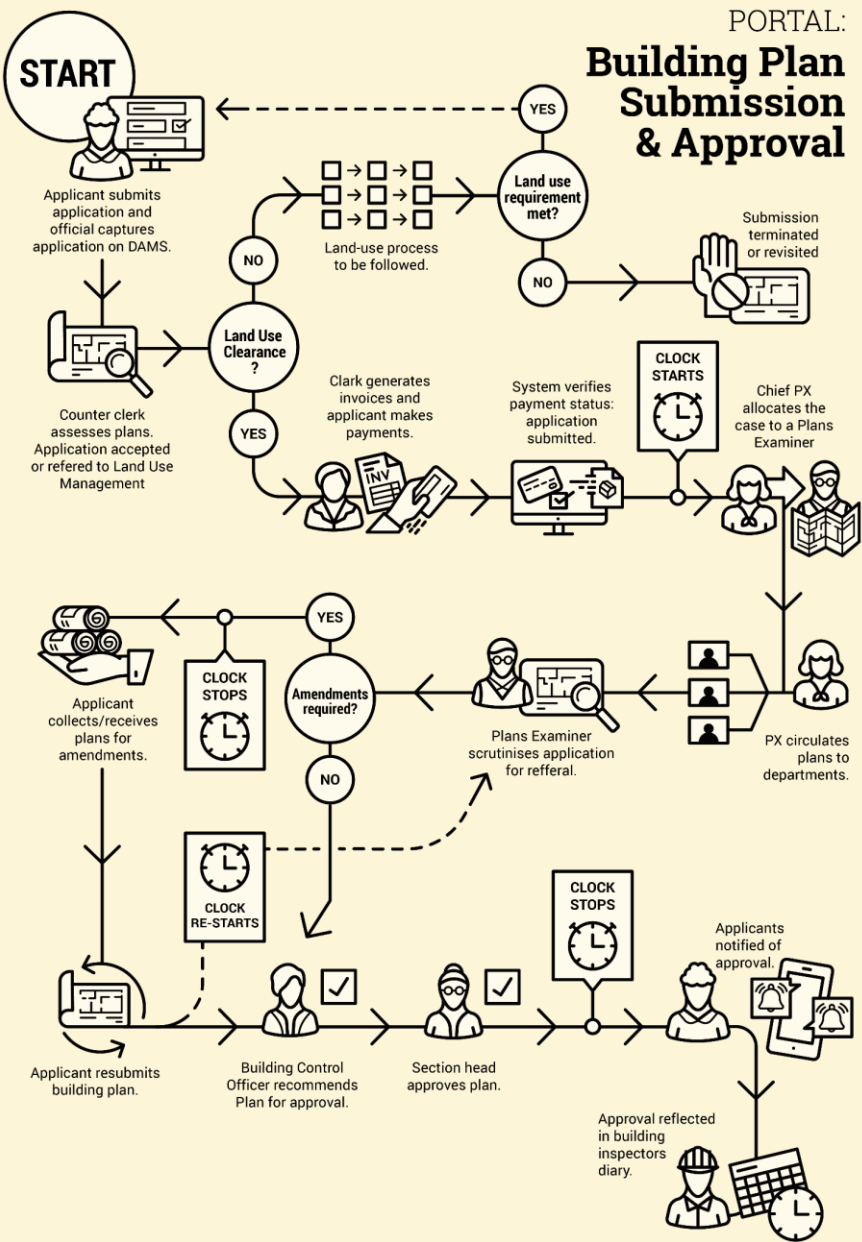 PORTAL:
Building Plan
Submission
& Approval
START
Applicant submits
application and
official captures
application on DAMS.
YES
Land use
requirement
met?
NO
Land-use process
to be followed.
NO
Submission
terminated
or revisited
Land Use
Clearance
?
YES
Counter clerk
assesses plans.
Application accepted
or refered to Land Use
Management
Clark generates
invoices and
applicant makes
payments.
INV
System verifies
payment status:
application
submitted.
CLOCK
STARTS
Chief PX
allocates the
case to a Plans
Examiner
PX circulates
plans to
departments.
Plans Examiner
scrutinises application
for refferal.
Amendments
required?
YES
NO
CLOCK
STOPS
Applicant
collects/receives
plans for
amendments.
CLOCK
RE-STARTS
Applicant resubmits
building plan.
Building Control
Officer recommends
Plan for approval.
Section head
approves plan.
CLOCK
STOPS
Applicants
notified of
approval.
Approval reflected
in building
inspectors
diary.